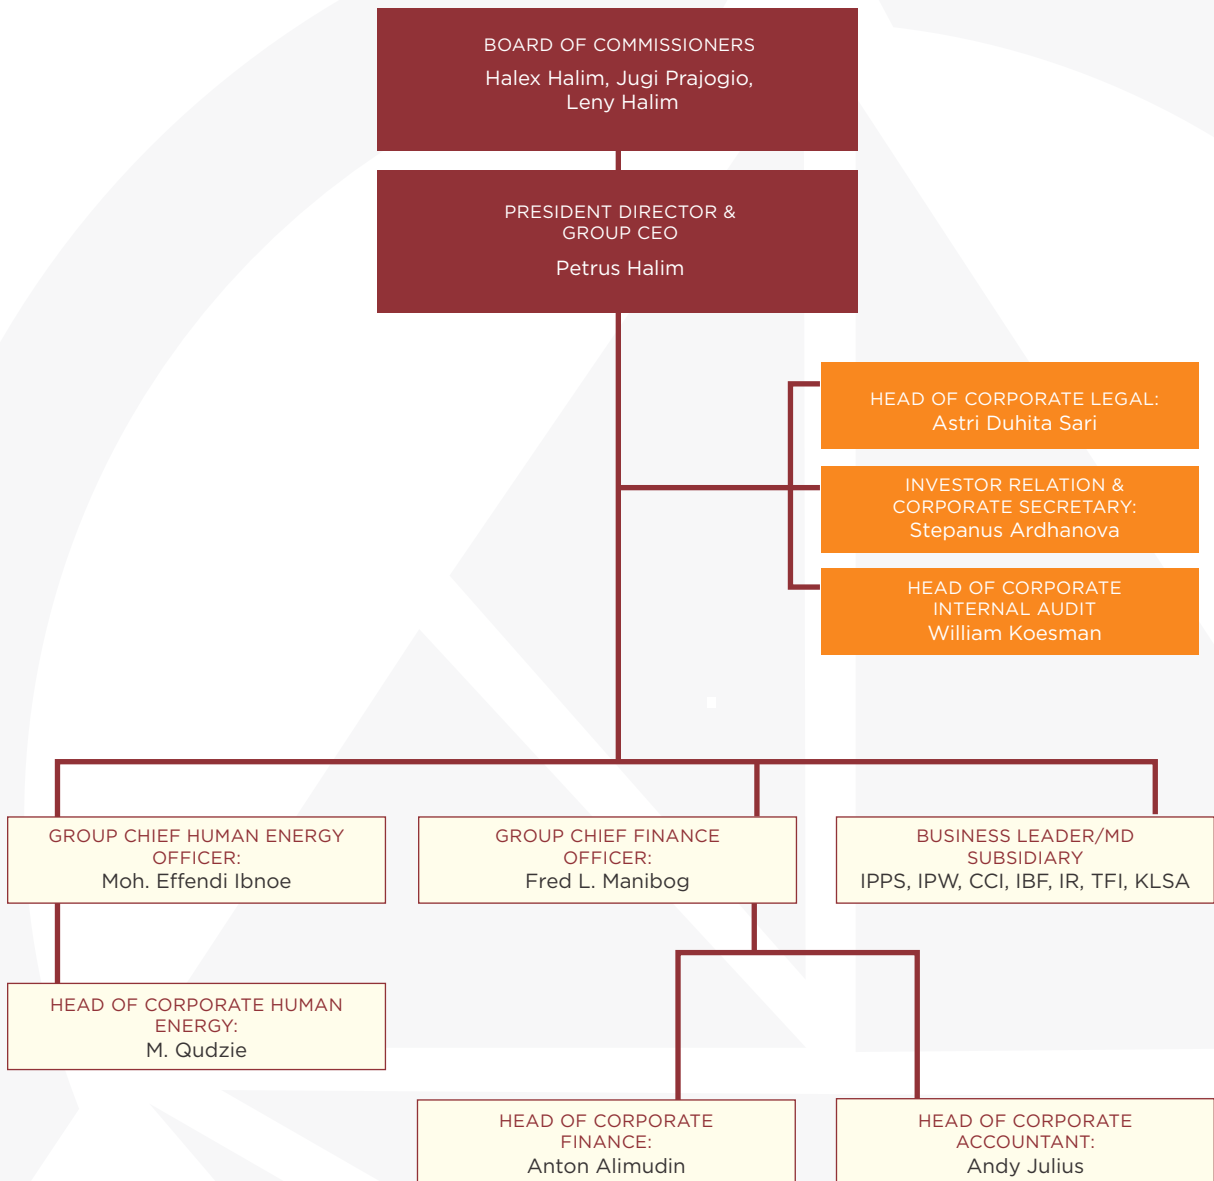 BOARD OF COMMISSIONERS
Halex Halim, Jugi Prajogio,
Leny Halim
PRESIDENT DIRECTOR &
GROUP CEO
Petrus Halim
HEAD OF CORPORATE LEGAL:
Astri Duhita Sari
INVESTOR RELATION &
CORPORATE SECRETARY:
Stepanus Ardhanova
HEAD OF CORPORATE
INTERNAL AUDIT
William Koesman
GROUP CHIEF HUMAN ENERGY
OFFICER:
Moh. Effendi Ibnoe
GROUP CHIEF FINANCE
OFFICER:
Fred L. Manibog
BUSINESS LEADER/MD
SUBSIDIARY
IPPS, IPW, CCI, IBF, IR, TFI, KLSA
HEAD OF CORPORATE HUMAN
ENERGY:
M. Qudzie
HEAD OF CORPORATE
FINANCE:
Anton Alimudin
HEAD OF CORPORATE
ACCOUNTANT:
Andy Julius